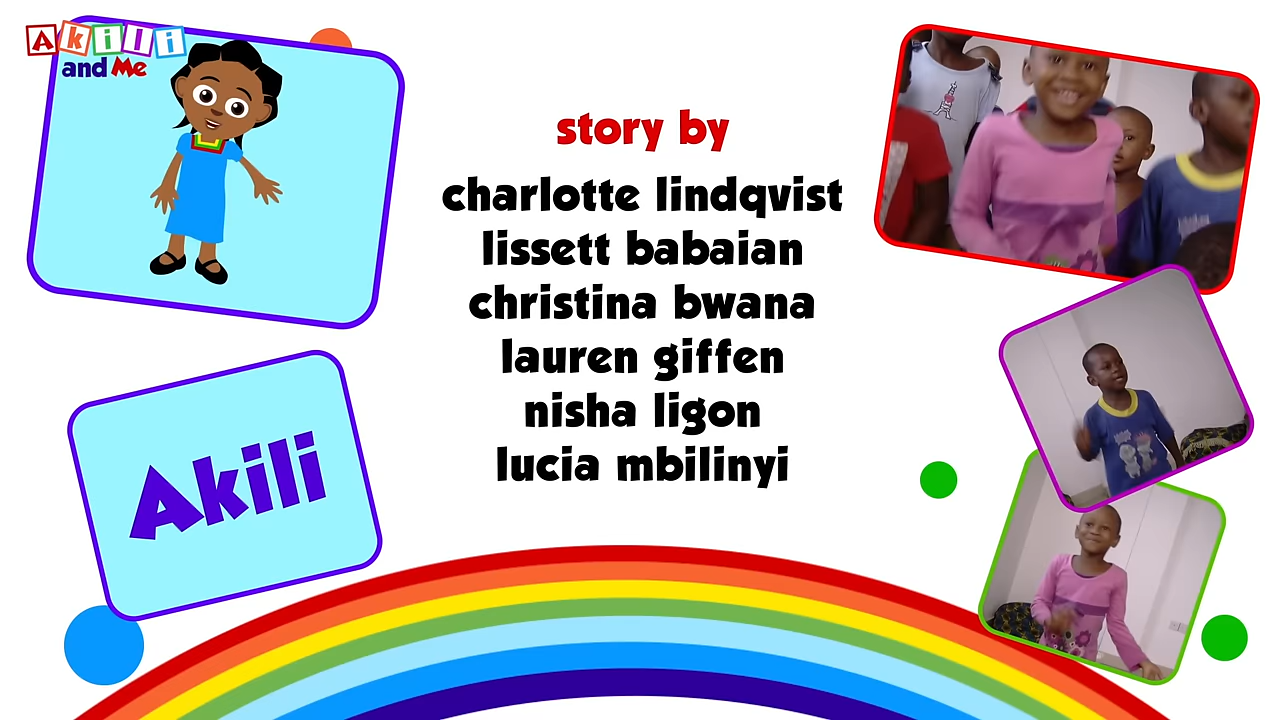 Akili
and Me
story by
charlotte lindqvist
lissett babaian
christina bwana
lauren giffen
nisha ligon
lucia mbilinyi
Akili